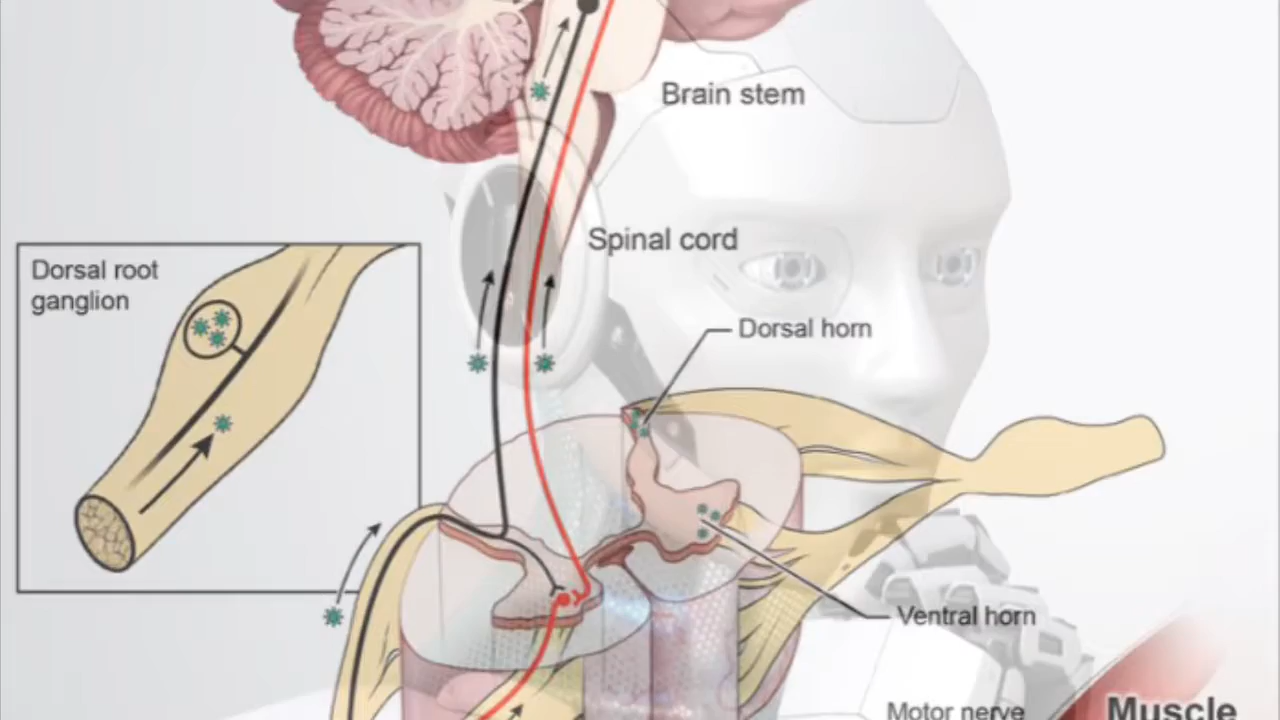 Brain stem
Spinal cord
Dorsal root
ganglion
Dorsal horn
Ventral horn
Motor nerve
Muscle